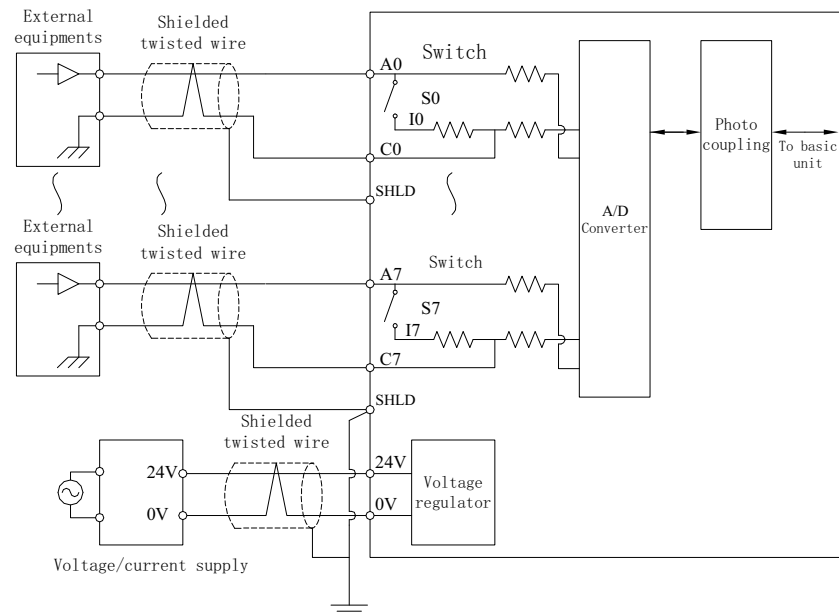 External
equipments
Shielded
twisted wire
A0
Switch
S0
I0
C0
SHLD
A/D
Converter
Photo
coupling
To basic
unit
External
equipments
Shielded
twisted wire
A7
Switch
S7
I7
C7
SHLD
Shielded
twisted wire
24V
0V
24V
0V
Voltage
regulator
Voltage/current supply